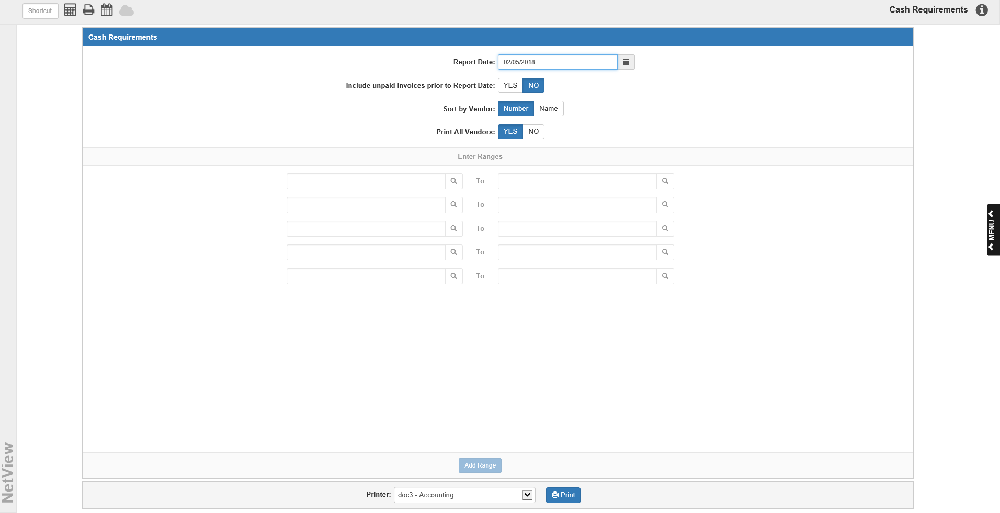 Shortcut
Cash Requirements
Cash Requirements
Report Date: 02/05/2018
Include unpaid invoices prior to Report Date: YES NO
Sort by Vendor: Number Name
Print All Vendors: YES NO
Enter Ranges
To
To
To
To
To
MENU
Add Range
NetView
Printer: doc3 - Accounting Print